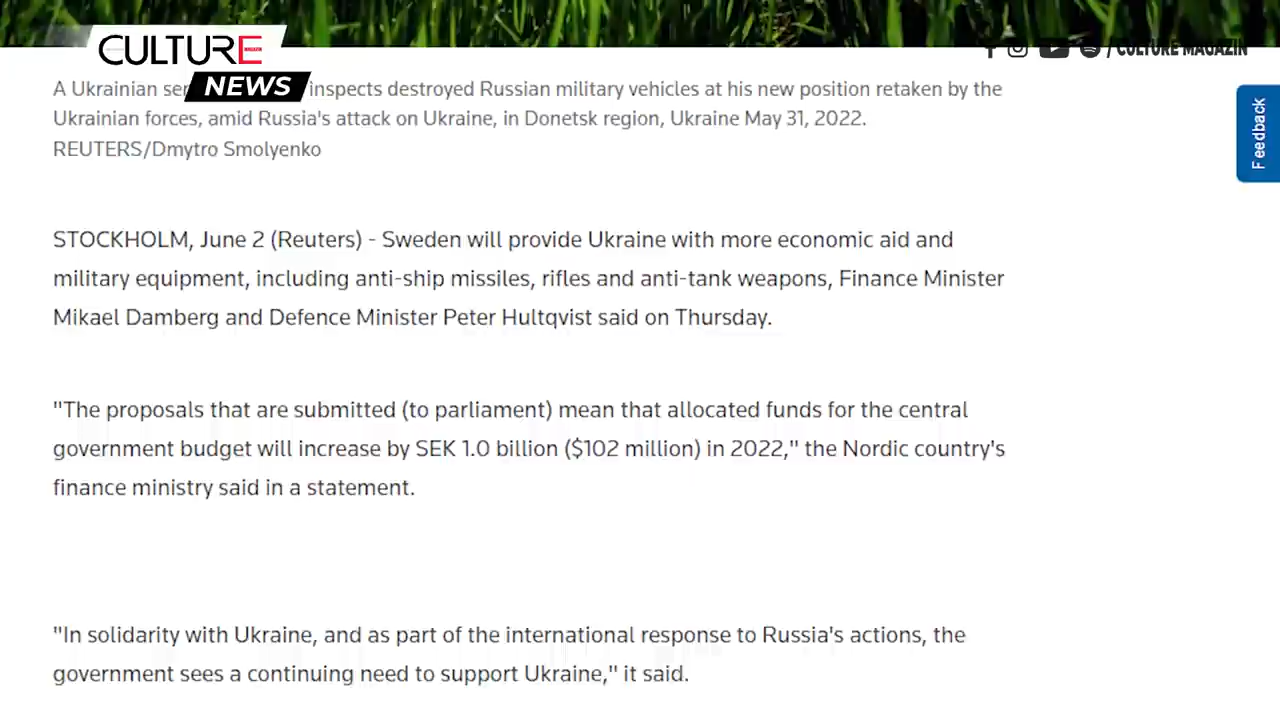 CULTURE
NEWS
/ CULTURE MAGAZIN
A Ukrainian inspects destroyed Russian military vehicles at his new position retaken by the
Ukrainian forces, amid Russia's attack on Ukraine, in Donetsk region, Ukraine May 31, 2022.
REUTERS/Dmytro Smolyenko
Feedback
STOCKHOLM, June 2 (Reuters) - Sweden will provide Ukraine with more economic aid and
military equipment, including anti-ship missiles, rifles and anti-tank weapons, Finance Minister
Mikael Damberg and Defence Minister Peter Hultqvist said on Thursday.
"The proposals that are submitted (to parliament) mean that allocated funds for the central
government budget will increase by SEK 1.0 billion ($102 million) in 2022," the Nordic country's
finance ministry said in a statement.
"In solidarity with Ukraine, and as part of the international response to Russia's actions, the
government sees a continuing need to support Ukraine," it said.